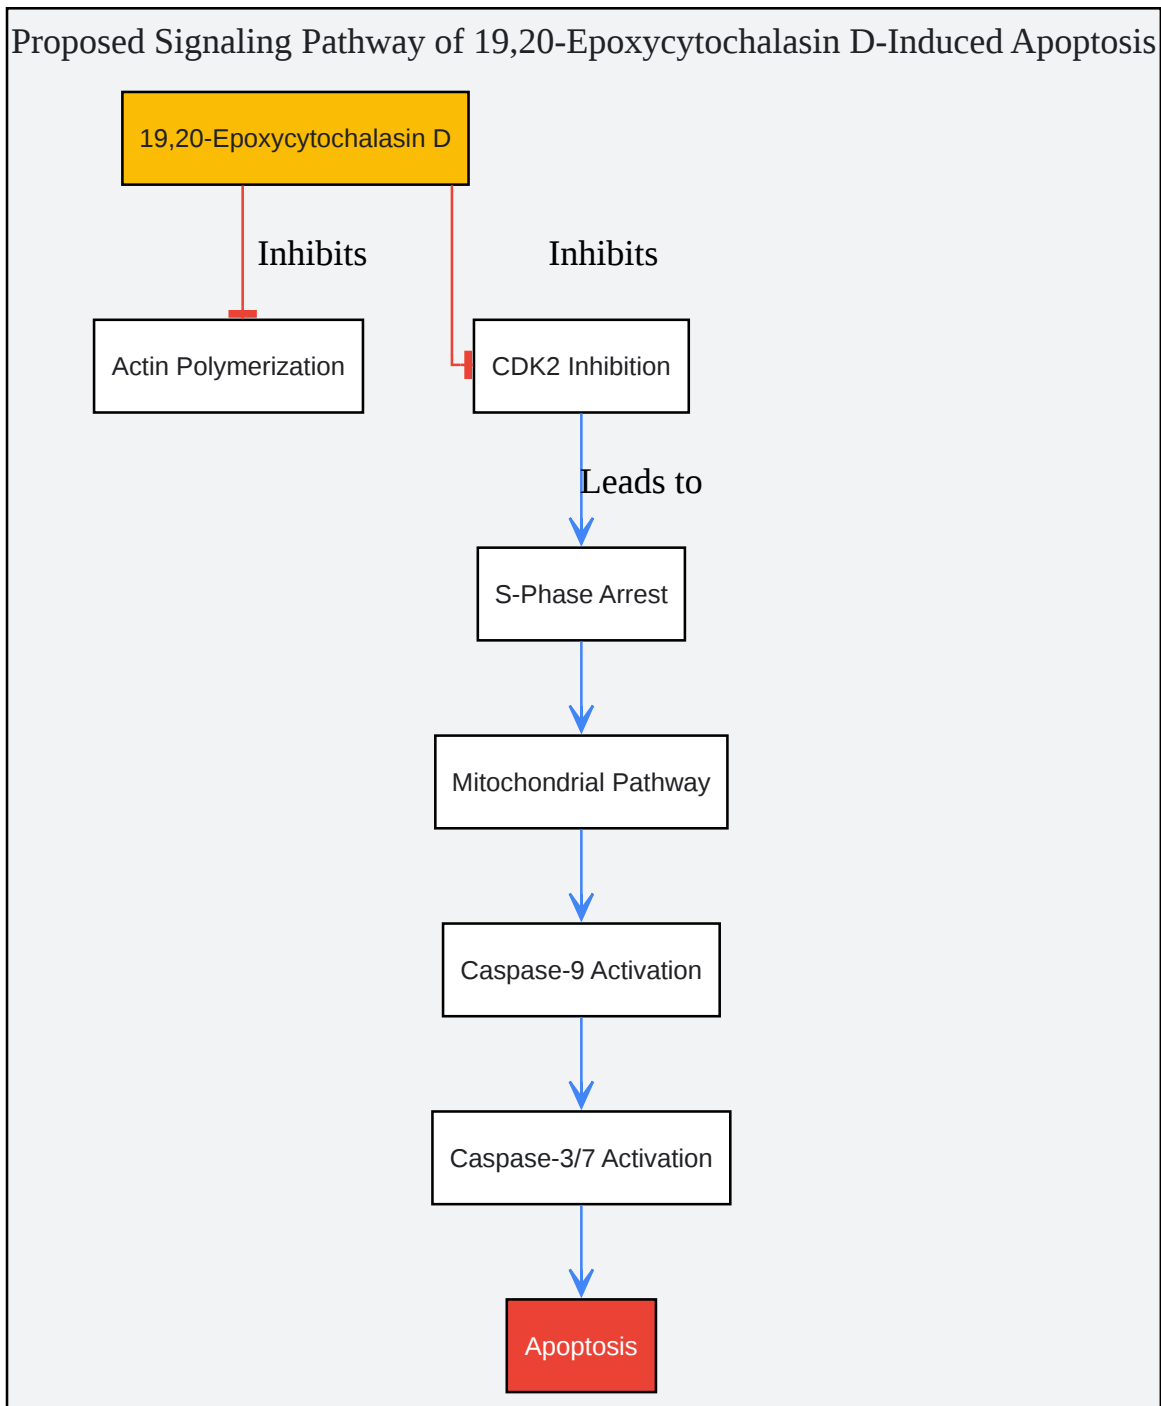 Proposed Signaling Pathway of 19,20-Epoxycytochalasin D-Induced Apoptosis
19,20-Epoxycytochalasin D
Inhibits
Inhibits
Actin Polymerization
CDK2 Inhibition
Leads to
S-Phase Arrest
Mitochondrial Pathway
Caspase-9 Activation
Caspase-3/7 Activation
Apoptosis